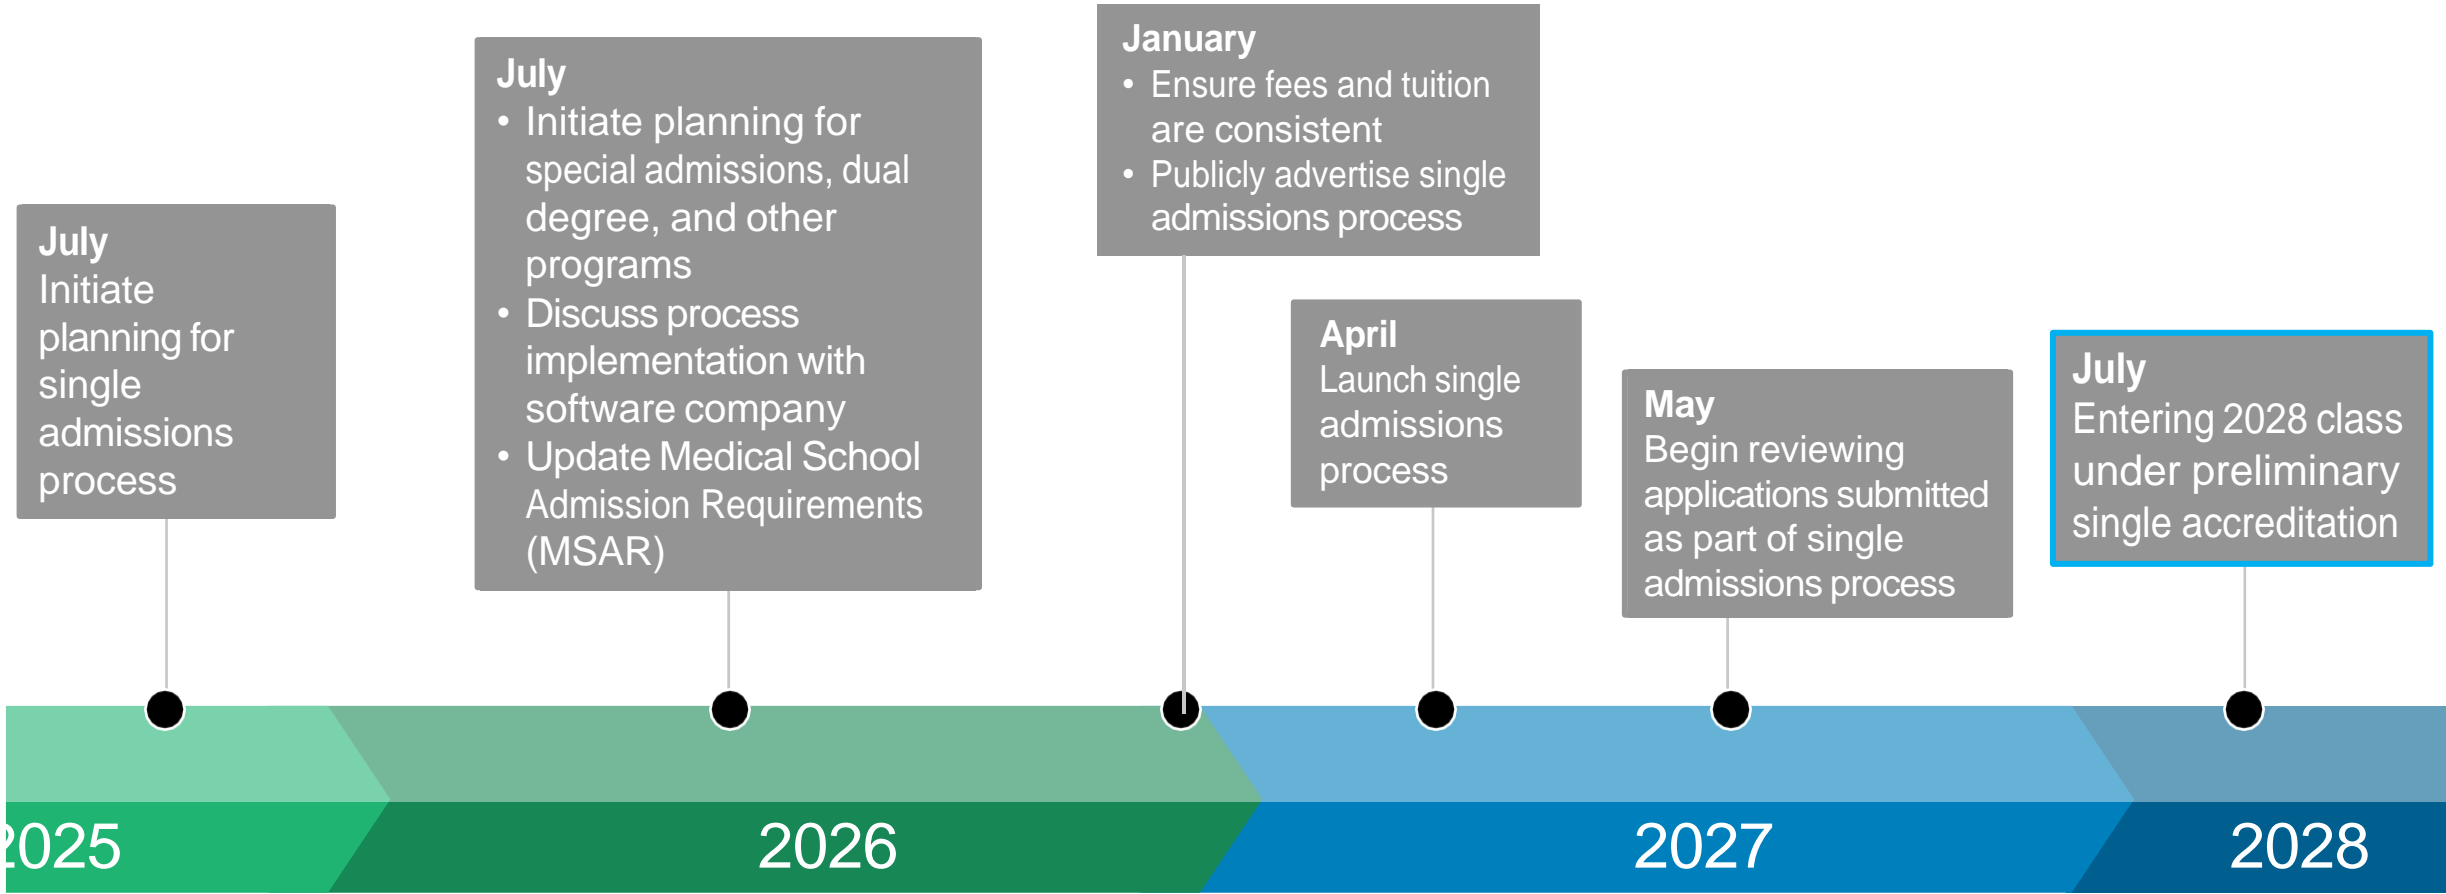 July
Initiate
planning for
single
admissions
process
July
• Initiate planning for
special admissions, dual
degree, and other
programs
• Discuss process
implementation with
software company
• Update Medical School
Admission Requirements
(MSAR)
January
• Ensure fees and tuition
are consistent
• Publicly advertise single
admissions process
April
Launch single
admissions
process
May
Begin reviewing
applications submitted
as part of single
admissions process
July
Entering 2028 class
under preliminary
single accreditation
2025
2026
2027
2028